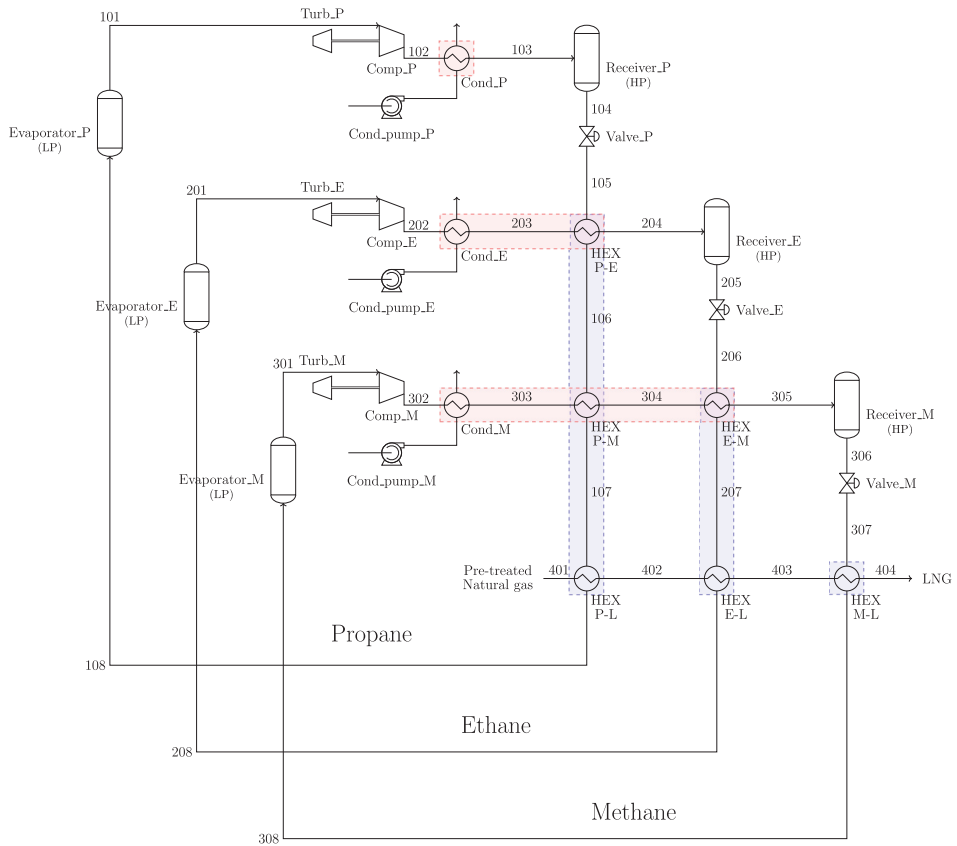 101
Turb_P
102
103
Comp_P
Cond_P
Receiver_P
(HP)
104
Evaporator_P
(LP)
Cond_pump_P
Valve_P
105
201
Turb_E
202
203
204
Comp_E
Cond_E
HEX
P-E
Receiver_E
(HP)
205
Evaporator_E
(LP)
Cond_pump_E
106
Valve_E
206
301
Turb_M
302
303
304
305
Comp_M
Cond_M
HEX
P-M
HEX
E-M
Receiver_M
(HP)
306
Evaporator_M
(LP)
Cond_pump_M
107
207
Valve_M
307
Pre-treated
Natural gas
401
402
403
404
LNG
HEX
P-L
HEX
E-L
HEX
M-L
Propane
108
Ethane
208
Methane
308